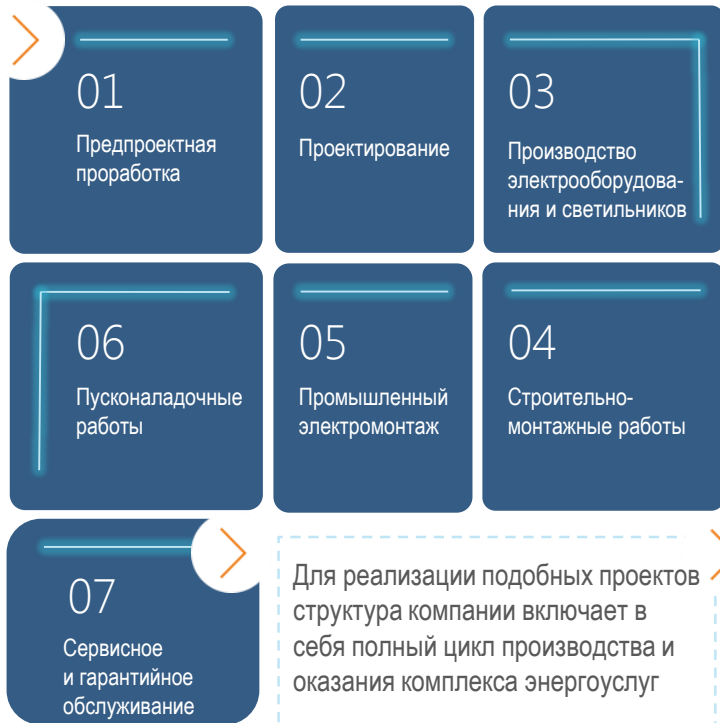 01
Предпроектная
проработка
02
Проектирование
03
Производство
электрооборудова-
ния и светильников
06
Пусконаладочные
работы
05
Промышленный
электромонтаж
04
Строительно-
монтажные работы
07
Сервисное
и гарантийное
обслуживание
Для реализации подобных проектов
структура компании включает в
себя полный цикл производства и
оказания комплекса энергоуслуг